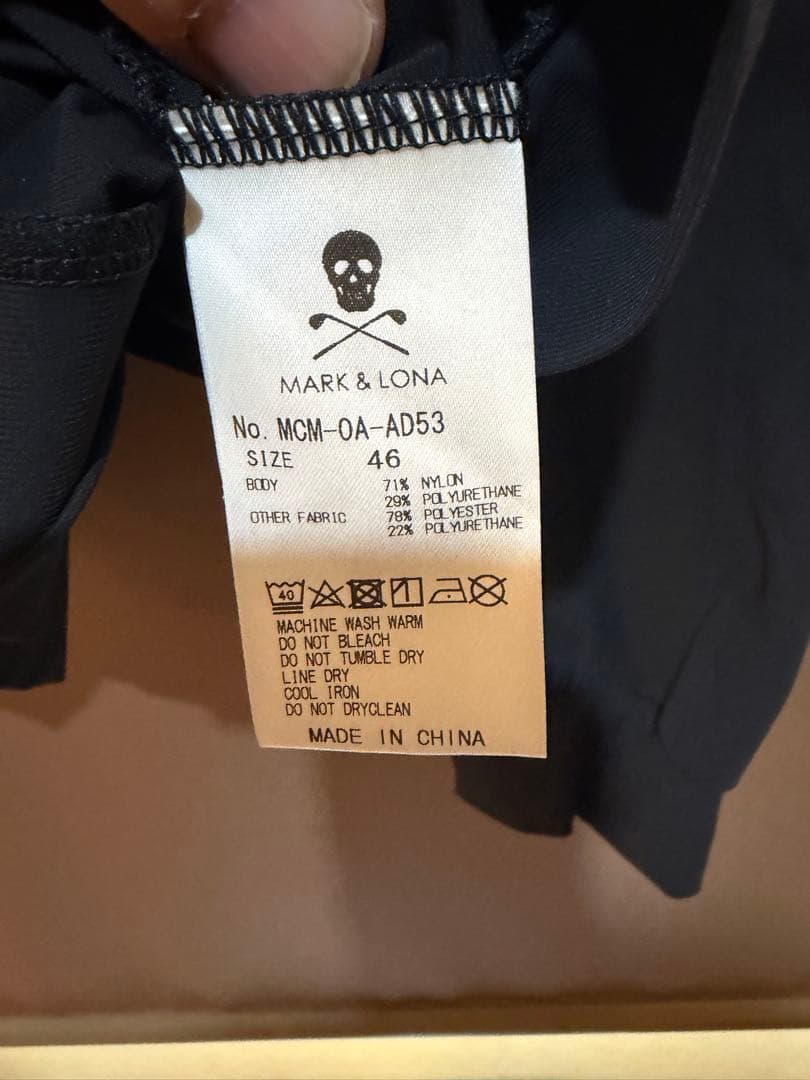 MARK & LONA
No. MCM-0A-AD53
SIZE 46
BODY 71% NYLON
29% POLYURETHANE
OTHER FABRIC 78% POLYESTER
22% POLYURETHANE
40
MACHINE WASH WARM
DO NOT BLEACH
DO NOT TUMBLE DRY
LINE DRY
COOL IRON
DO NOT DRYCLEAN
MADE IN CHINA